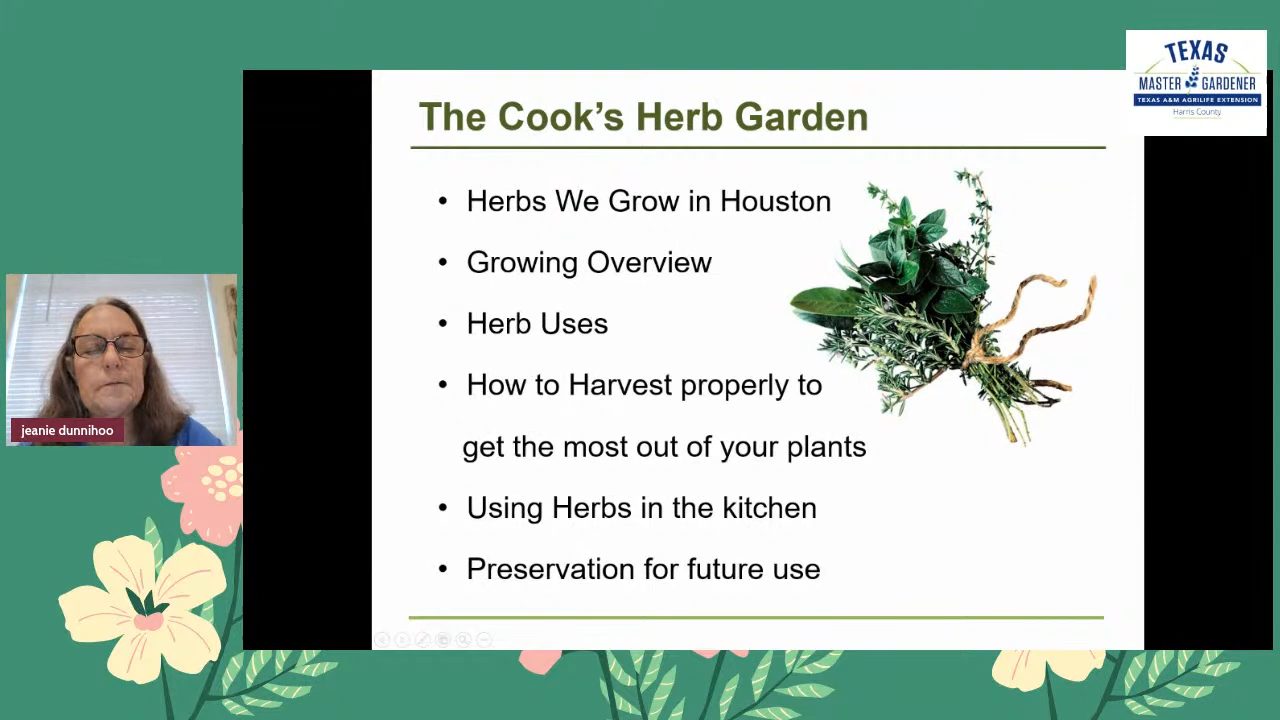 TEXAS
MASTER GARDENER
TEXAS A&M AGRILIFE EXTENSION
Harris County
The Cook's Herb Garden
• Herbs We Grow in Houston
• Growing Overview
• Herb Uses
• How to Harvest properly to
get the most out of your plants
• Using Herbs in the kitchen
• Preservation for future use
jeanie dunnihoo